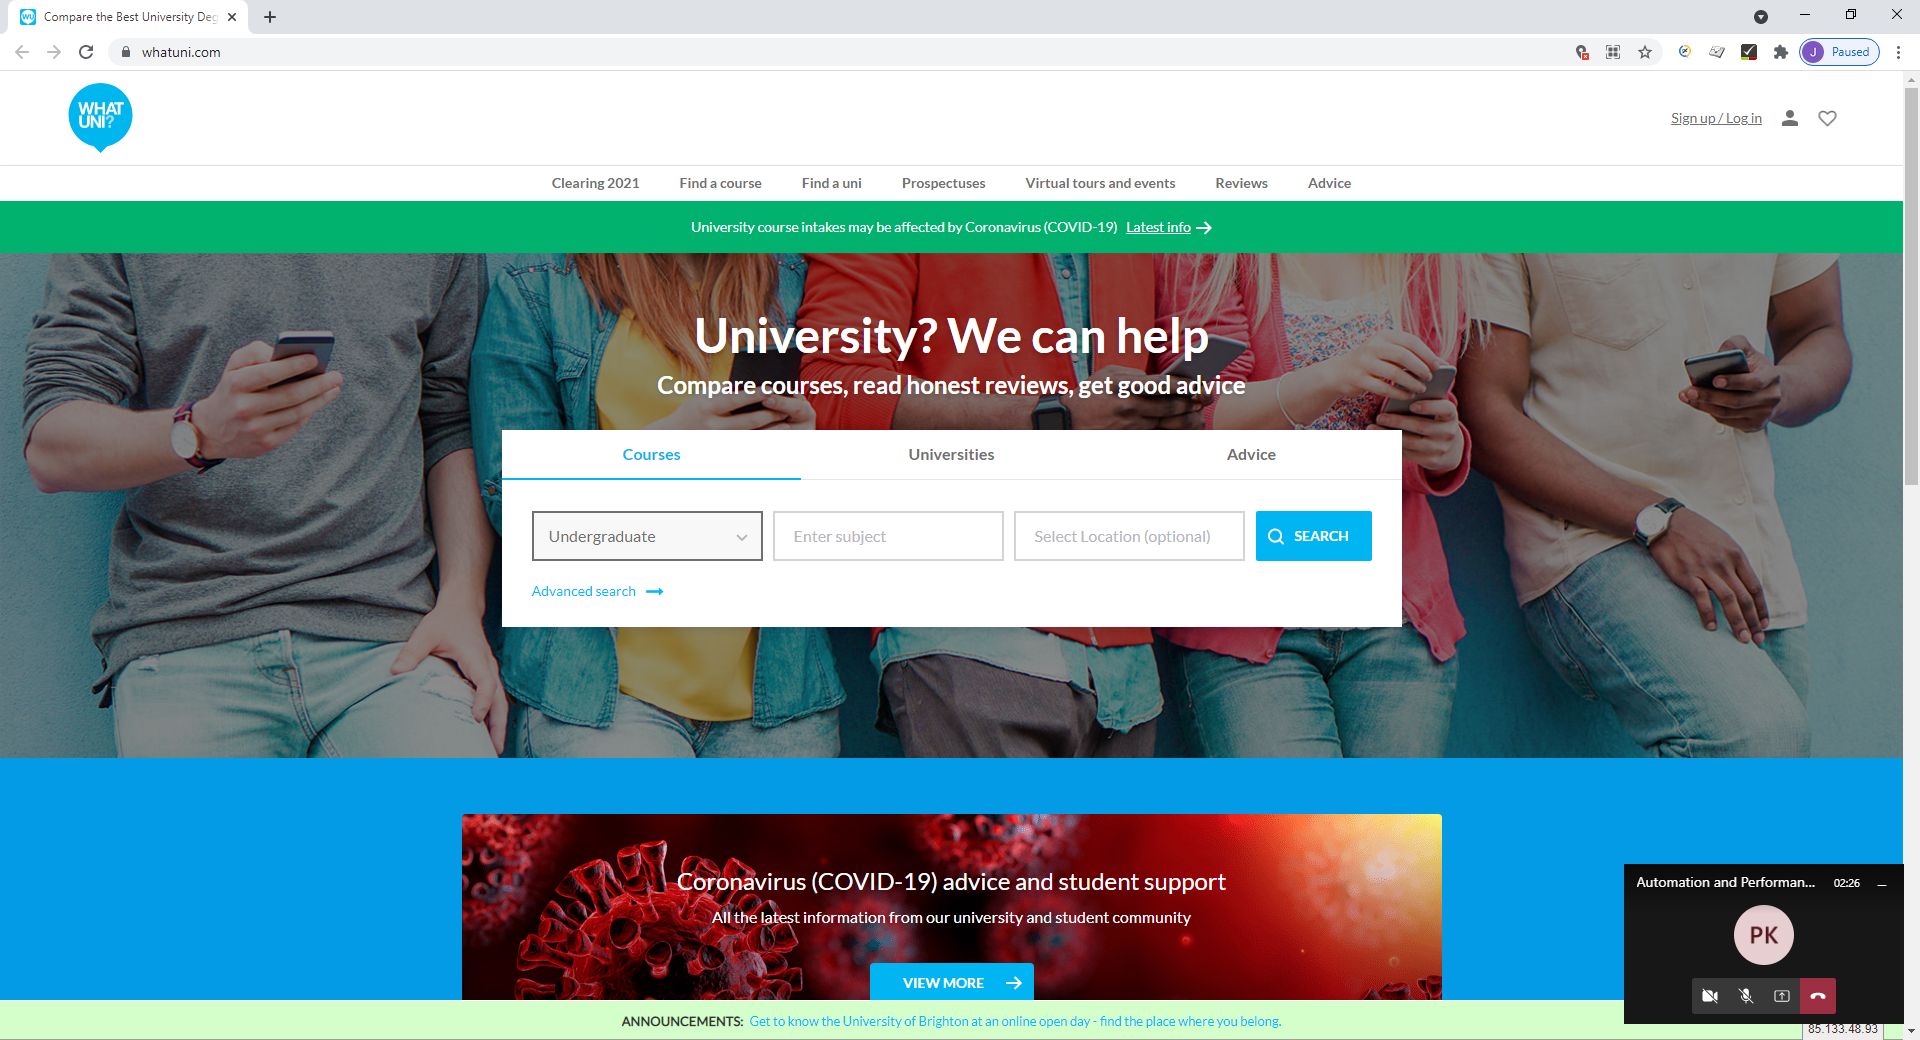 WU
Compare the Best University Deg
whatuni.com
J Paused
WHAT
UNI?
Sign up / Log in
Clearing 2021 Find a course Find a uni Prospectuses Virtual tours and events Reviews Advice
University course intakes may be affected by Coronavirus (COVID-19) Latest info
University? We can help
Compare courses, read honest reviews, get good advice
Courses Universities Advice
Undergraduate Enter subject Select Location (optional) SEARCH
Advanced search
Coronavirus (COVID-19) advice and student support
All the latest information from our university and student community
VIEW MORE
Automation and Performan... 02:26
PK
ANNOUNCEMENTS: Get to know the University of Brighton at an online open day - find the place where you belong.
85.133.48.93